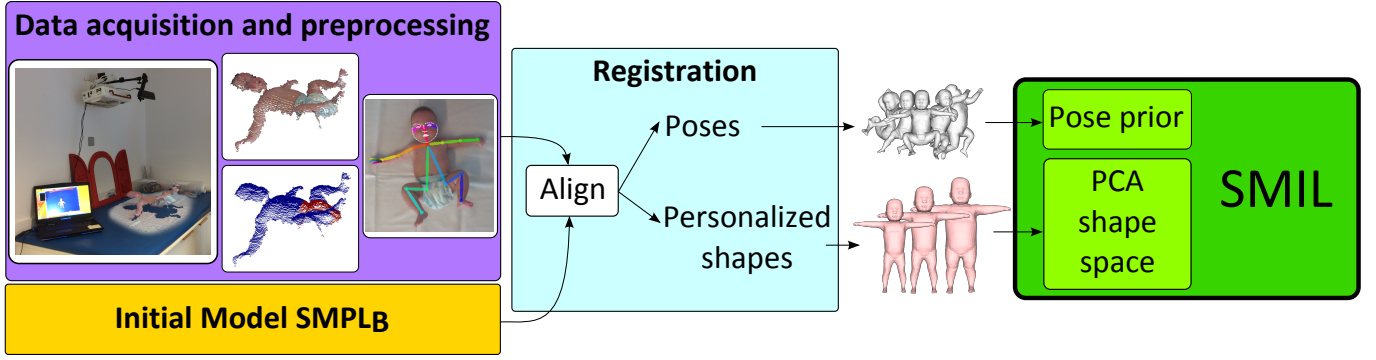 Data acquisition and preprocessing
Initial Model SMPLB
Registration
Align
Poses
Personalized
shapes
Pose prior
PCA
shape
space
SMIL